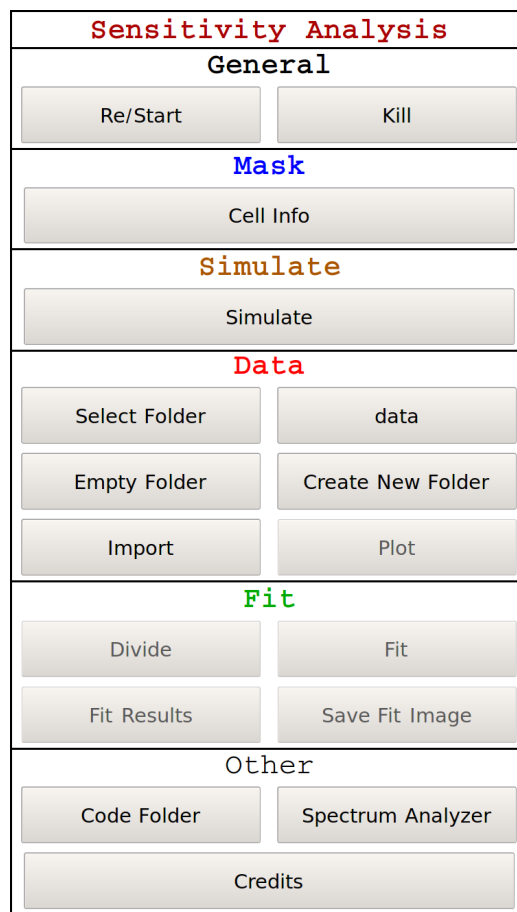 Sensitivity Analysis
General
Re/Start Kill
Mask
Cell Info
Simulate
Simulate
Data
Select Folder data
Empty Folder Create New Folder
Import Plot
Fit
Divide Fit
Fit Results Save Fit Image
Other
Code Folder Spectrum Analyzer
Credits